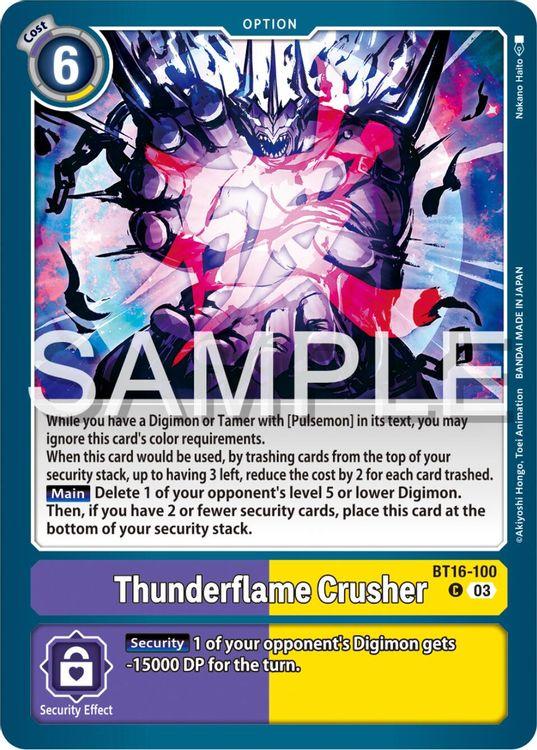 OPTION
Cost
6
Nakano Haito
SAMPLE
©Akiyoshi Hongo, Toei Animation BANDAI MADE IN JAPAN
While you have a Digimon or Tamer with [Pulsemon] in its text, you may
ignore this card's color requirements.
When this card would be used, by trashing cards from the top of your
security stack, up to having 3 left, reduce the cost by 2 for each card trashed.
Main Delete 1 of your opponent's level 5 or lower Digimon.
Then, if you have 2 or fewer security cards, place this card at the
bottom of your security stack.
BT16-100
Thunderflame Crusher C 03
Security 1 of your opponent's Digimon gets
-15000 DP for the turn.
Security Effect